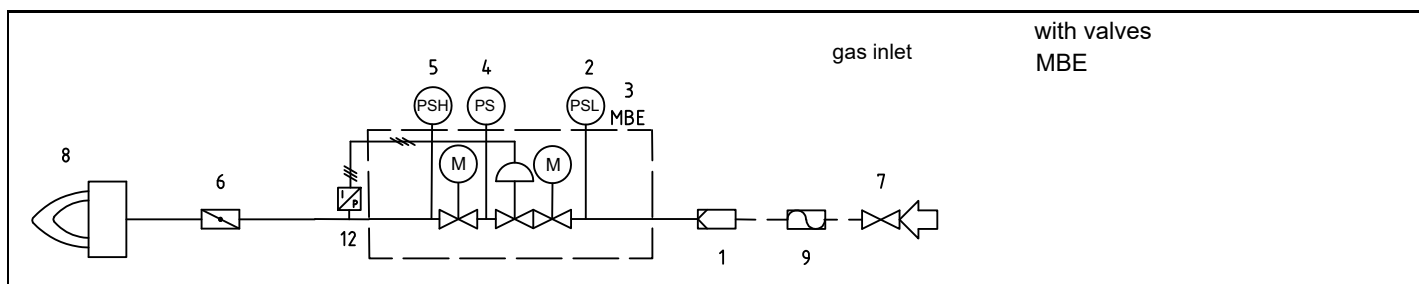 with valves
gas inlet
MBE
5 4 2
3
PSH PS PSL
MBE
8
M M
6
7
I
P
12
1 9